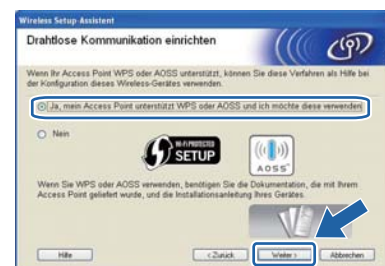 Wireless Setup-Assistent
Drahtlose Kommunikation einrichten
Wenn Ihr Access Point WPS oder AOSS unterstützt, können Sie diese Verfahren als Hilfe bei
der Konfiguration dieses Wireless-Gerätes verwenden.
Ja, mein Access Point unterstützt WPS oder AOSS und ich möchte diese verwenden
Nein
WI-FI PROTECTED
SETUP
AOSS
Wenn Sie WPS oder AOSS verwenden, benötigen Sie die Dokumentation, die mit Ihrem
Access Point geliefert wurde, und die Installationsanleitung Ihres Gerätes.
Hilfe
< Zurück
Weiter >
Abbrechen